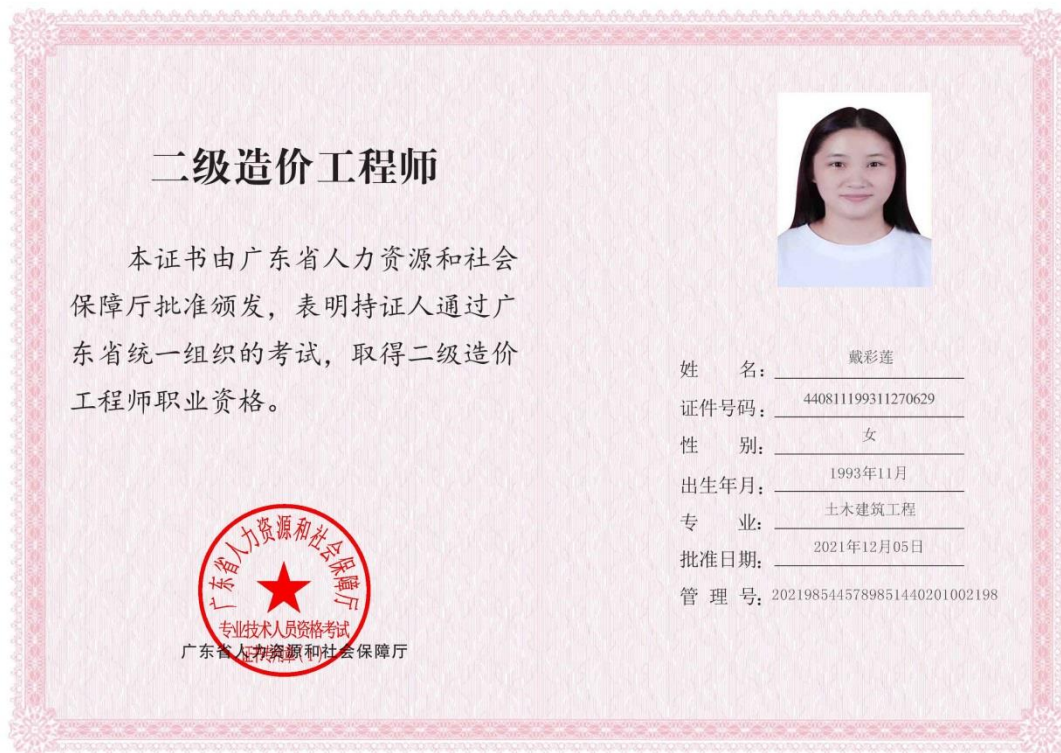 二级造价工程师
本证书由广东省人力资源和社会
保障厅批准颁发，表明持证人通过广
东省统一组织的考试，取得二级造价
工程师职业资格。
广东省人力资源和社会保障厅
专业技术人员资格考试
广东省人力资源和社会保障厅
姓 名：戴彩莲
证件号码：440811199311270629
性 别：女
出生年月：1993年11月
专 业：土木建筑工程
批准日期：2021年12月05日
管 理 号：2021985445789851440201002198